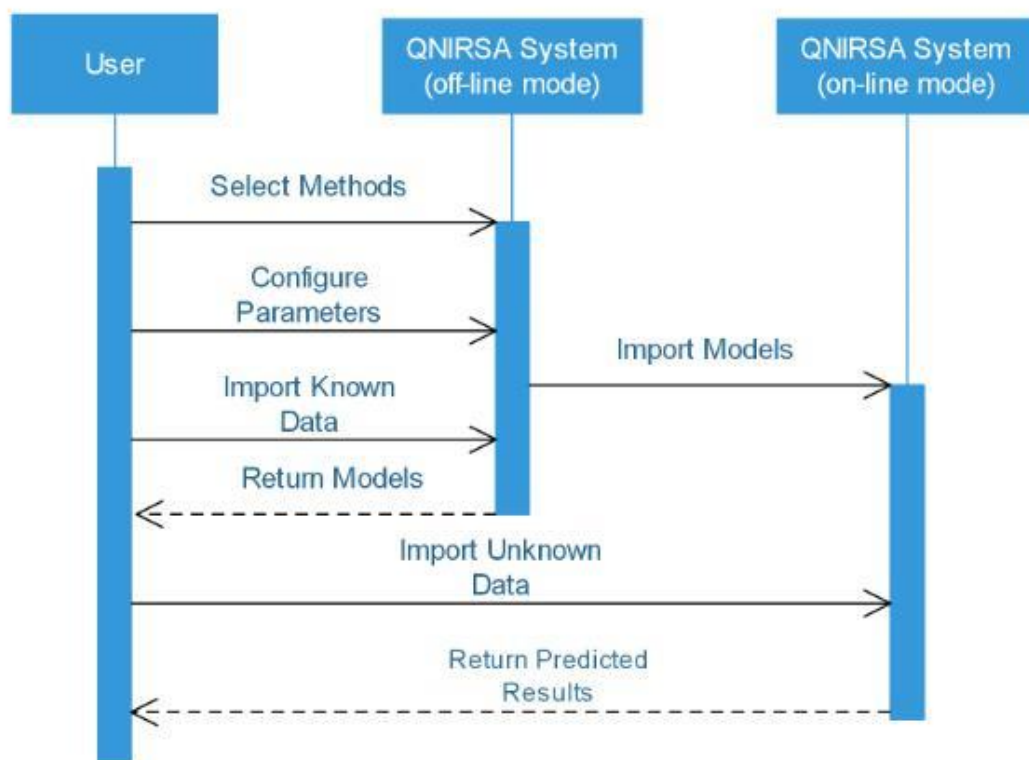 User
QNIRSA System
(off-line mode)
QNIRSA System
(on-line mode)
Select Methods
Configure
Parameters
Import Models
Import Known
Data
Return Models
Import Unknown
Data
Return Predicted
Results